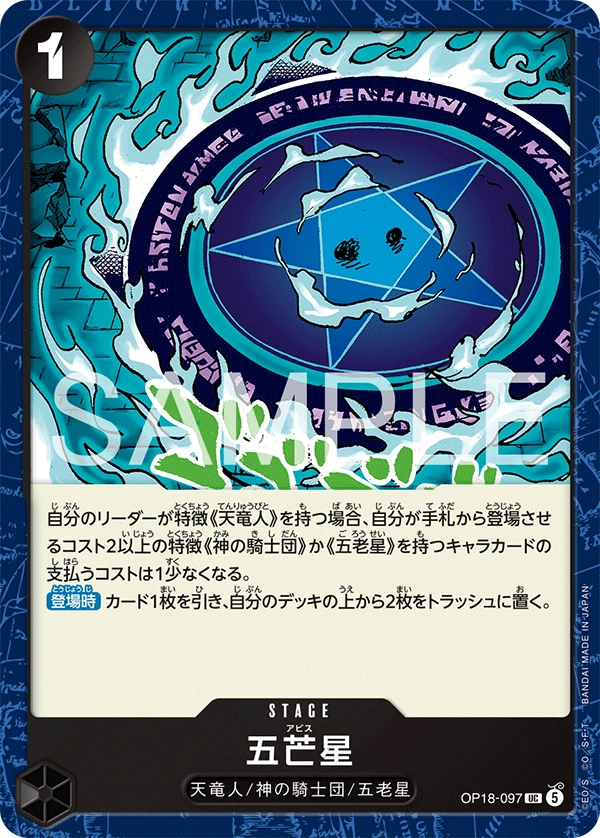 1
SAMPLE
自分のリーダーが特徴《天竜人》を持つ場合、自分が手札から登場させ
るコスト2以上の特徴《神の騎士団》か《五老星》を持つキャラカードの
支払うコストは1少なくなる。
登場時 カード1枚を引き、自分のデッキの上から2枚をトラッシュに置く。
STAGE
アビス
五芒星
天竜人/神の騎士団/五老星
OP18-097 UC 5
©E.O/S. ©O/S・F・T BANDAI MADE IN JAPAN